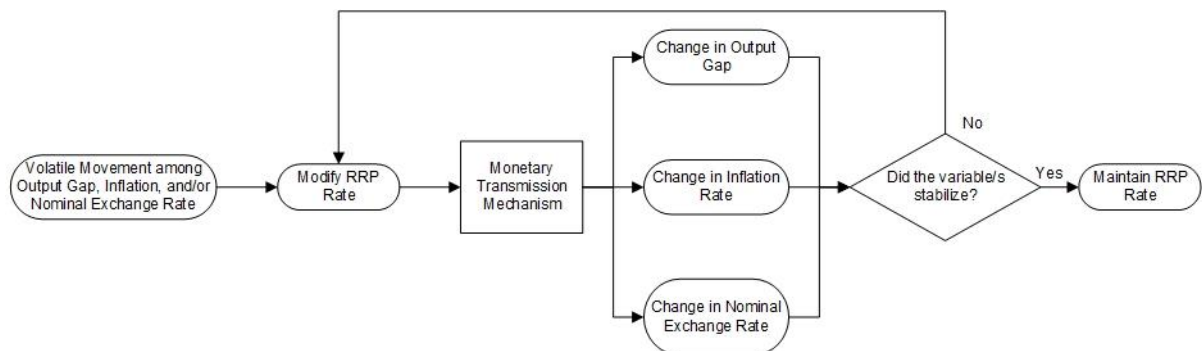 Volatile Movement among
Output Gap, Inflation, and/or
Nominal Exchange Rate
Modify RRP
Rate
Monetary
Transmission
Mechanism
Change in Output
Gap
Change in Inflation
Rate
Change in Nominal
Exchange Rate
Did the variable/s
stabilize?
No
Yes
Maintain RRP
Rate